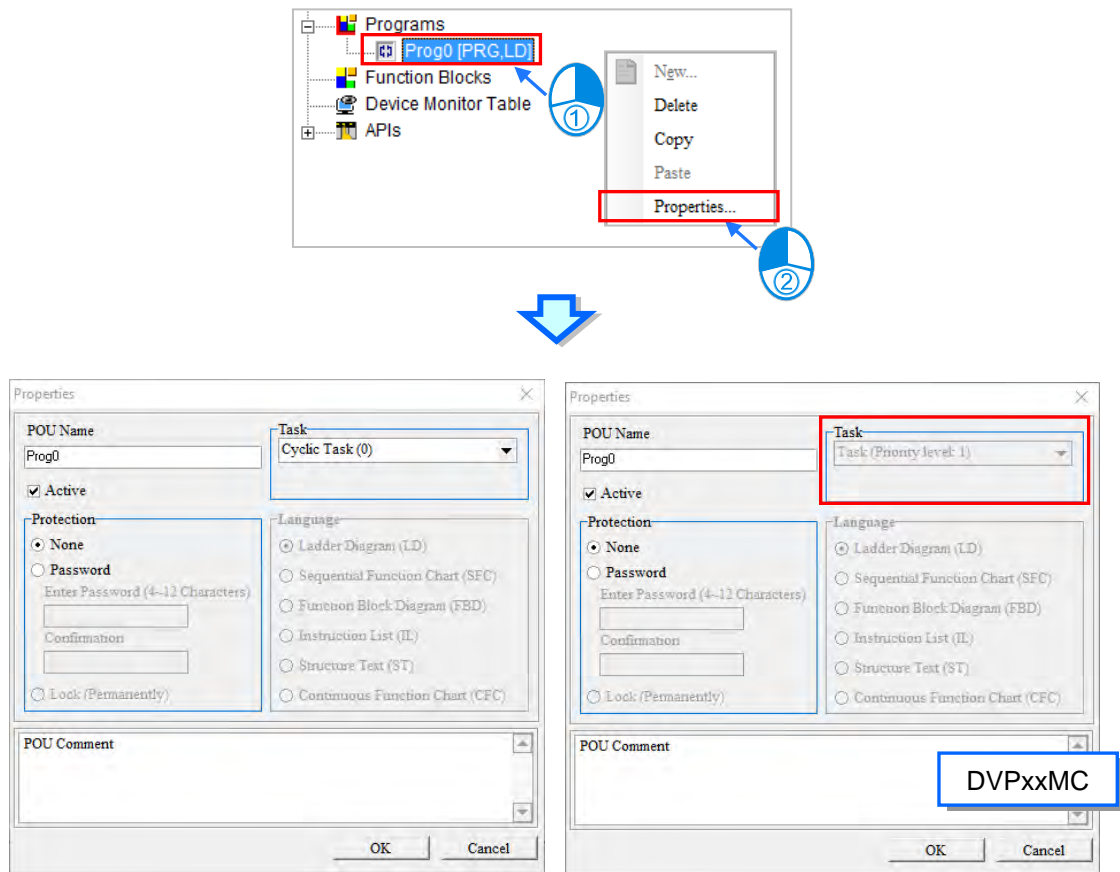 Programs
Prog0 [PRG,LD]
Function Blocks
Device Monitor Table
APIs
New...
Delete
Copy
Paste
Properties...
①
②
Properties
POU Name
Prog0
Active
Task
Cyclic Task (0)
Protection
None
Password
Enter Password (4~12 Characters)
Confirmation
Lock (Permanently)
Language
Ladder Diagram (LD)
Sequential Function Chart (SFC)
Function Block Diagram (FBD)
Instruction List (IL)
Structure Text (ST)
Continuous Function Chart (CFC)
POU Comment
OK Cancel
Properties
POU Name
Prog0
Active
Task
Task (Priority level: 1)
Protection
None
Password
Enter Password (4~12 Characters)
Confirmation
Lock (Permanently)
Language
Ladder Diagram (LD)
Sequential Function Chart (SFC)
Function Block Diagram (FBD)
Instruction List (IL)
Structure Text (ST)
Continuous Function Chart (CFC)
POU Comment
DVPxxMC
OK Cancel